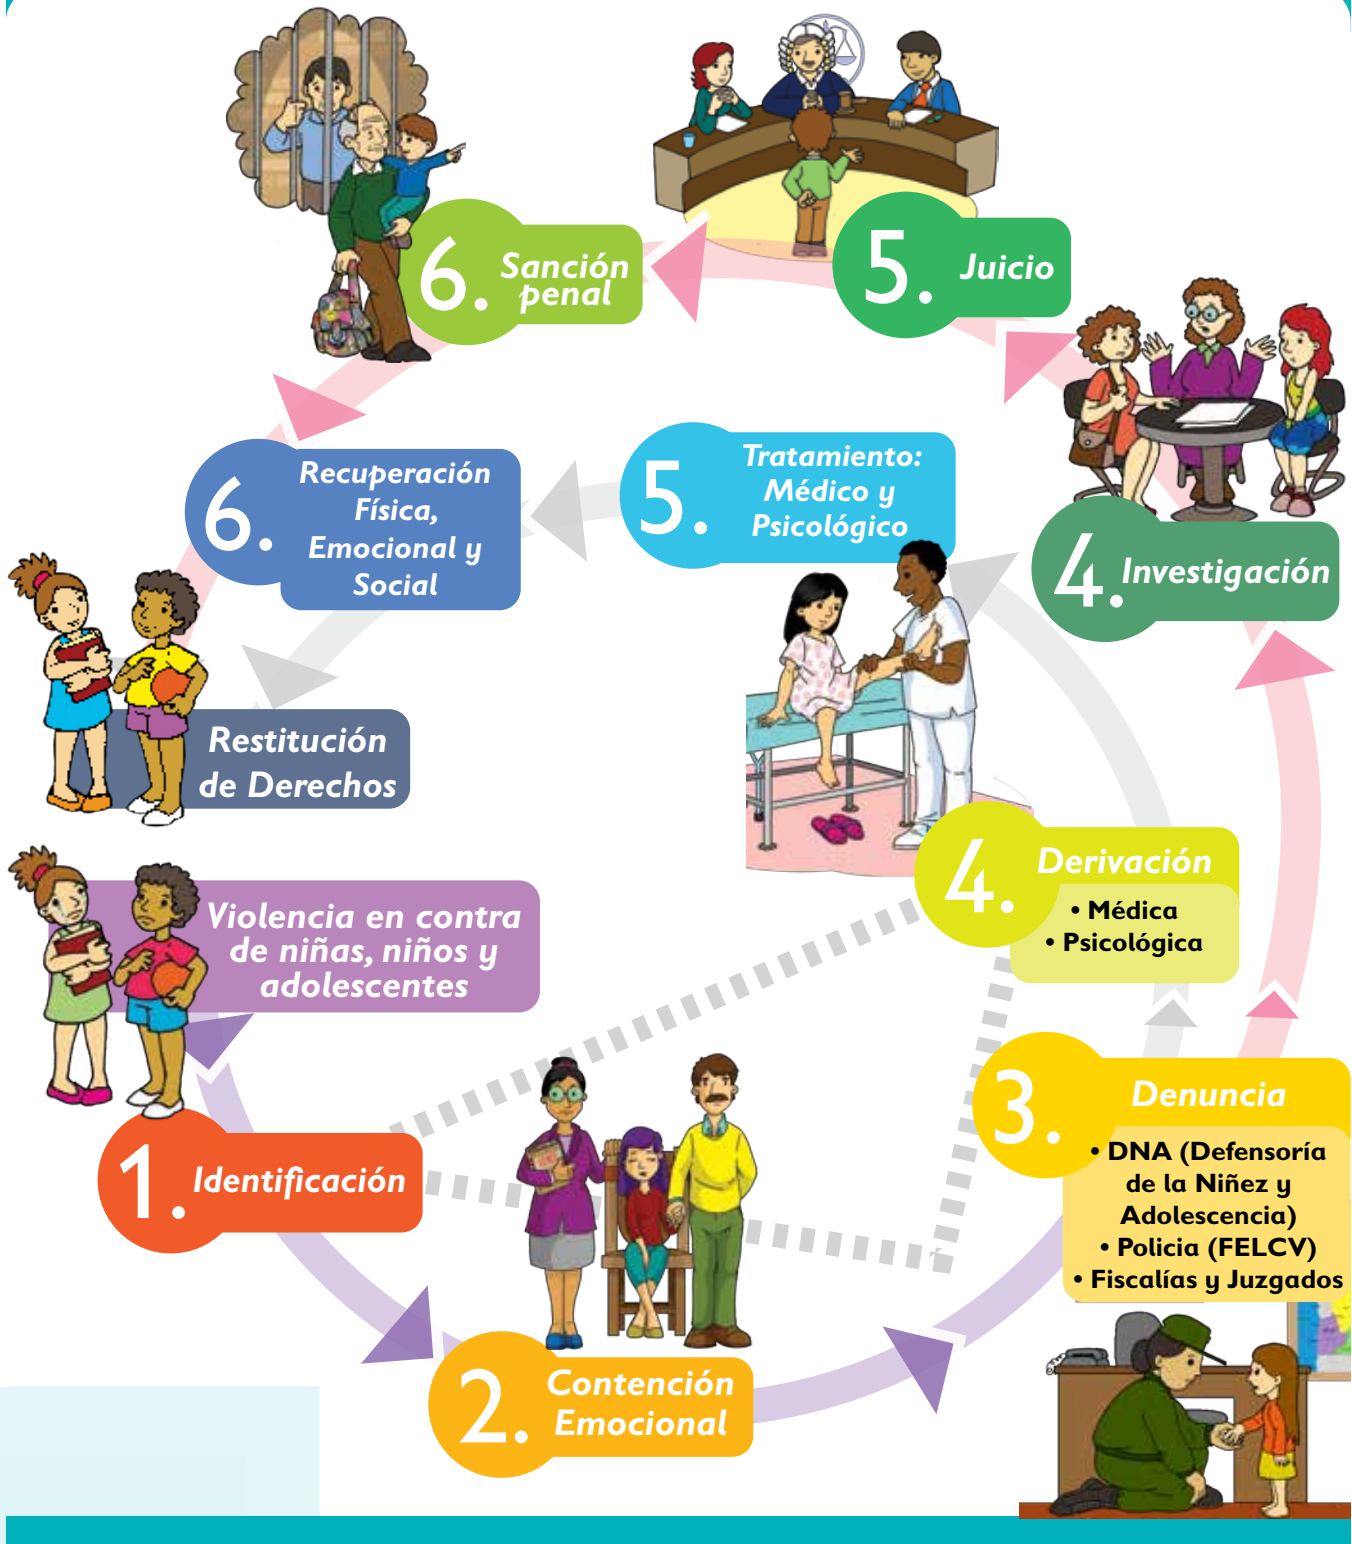 Violencia en contra
de niñas, niños y
adolescentes
1. Identificación
2. Contención
Emocional
3. Denuncia
• DNA (Defensoría
de la Niñez y
Adolescencia)
• Policia (FELCV)
• Fiscalías y Juzgados
4. Derivación
• Médica
• Psicológica
5. Tratamiento:
Médico y
Psicológico
6. Recuperación
Física,
Emocional y
Social
4. Investigación
5. Juicio
6. Sanción
penal
Restitución
de Derechos